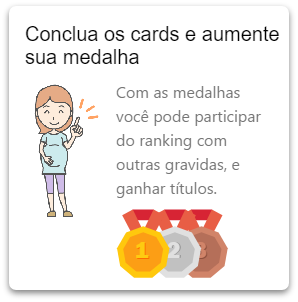 Conclua os cards e aumente
sua medalha
Com as medalhas
você pode participar
do ranking com
outras gravidas, e
ganhar títulos.
1 2 3